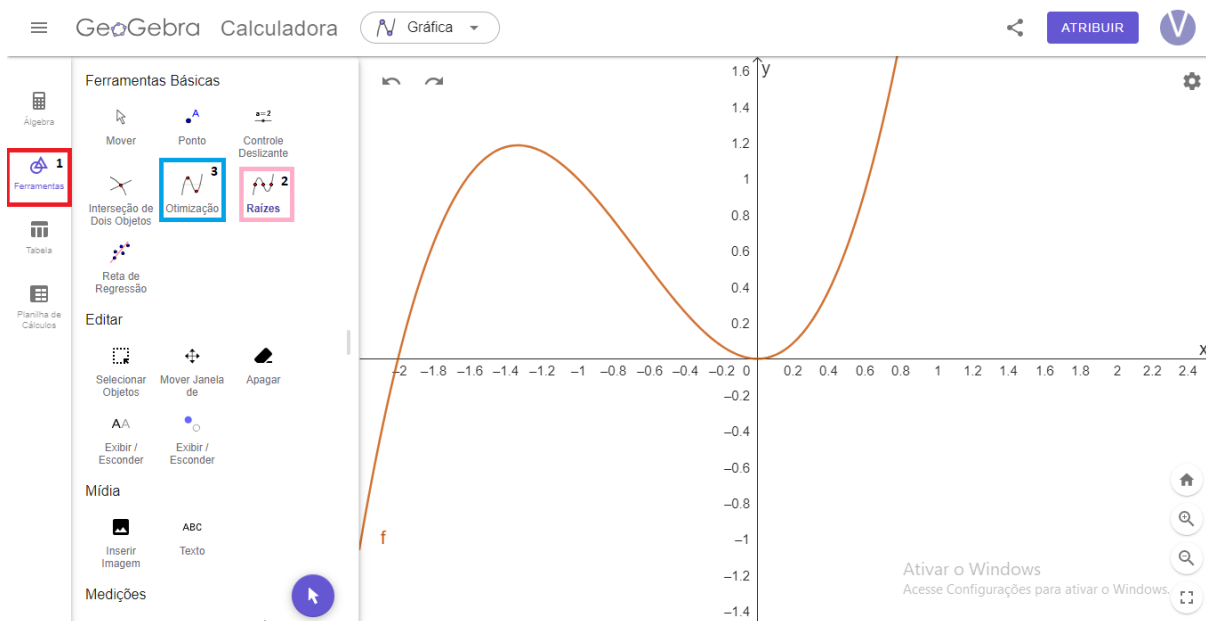 GeoGebra Calculadora
Gráfica
ATRIBUIR
V
Álgebra
1
Ferramentas
Tabela
Planilha de
Cálculos
Ferramentas Básicas
A
a=2
Mover
Ponto
Controle
Deslizante
3
2
Interseção de
Dois Objetos
Otimização
Raízes
Reta de
Regressão
Editar
Selecionar
Objetos
Mover Janela
de
Apagar
AA
Exibir /
Esconder
Exibir /
Esconder
Mídia
ABC
Inserir
Imagem
Texto
Medições
y
1.6
1.4
1.2
1
0.8
0.6
0.4
0.2
x
–2 –1.8 –1.6 –1.4 –1.2 –1 –0.8 –0.6 –0.4 –0.2 0 0.2 0.4 0.6 0.8 1 1.2 1.4 1.6 1.8 2 2.2 2.4
–0.2
–0.4
–0.6
–0.8
–1
–1.2
–1.4
f
Ativar o Windows
Acesse Configurações para ativar o Windows.